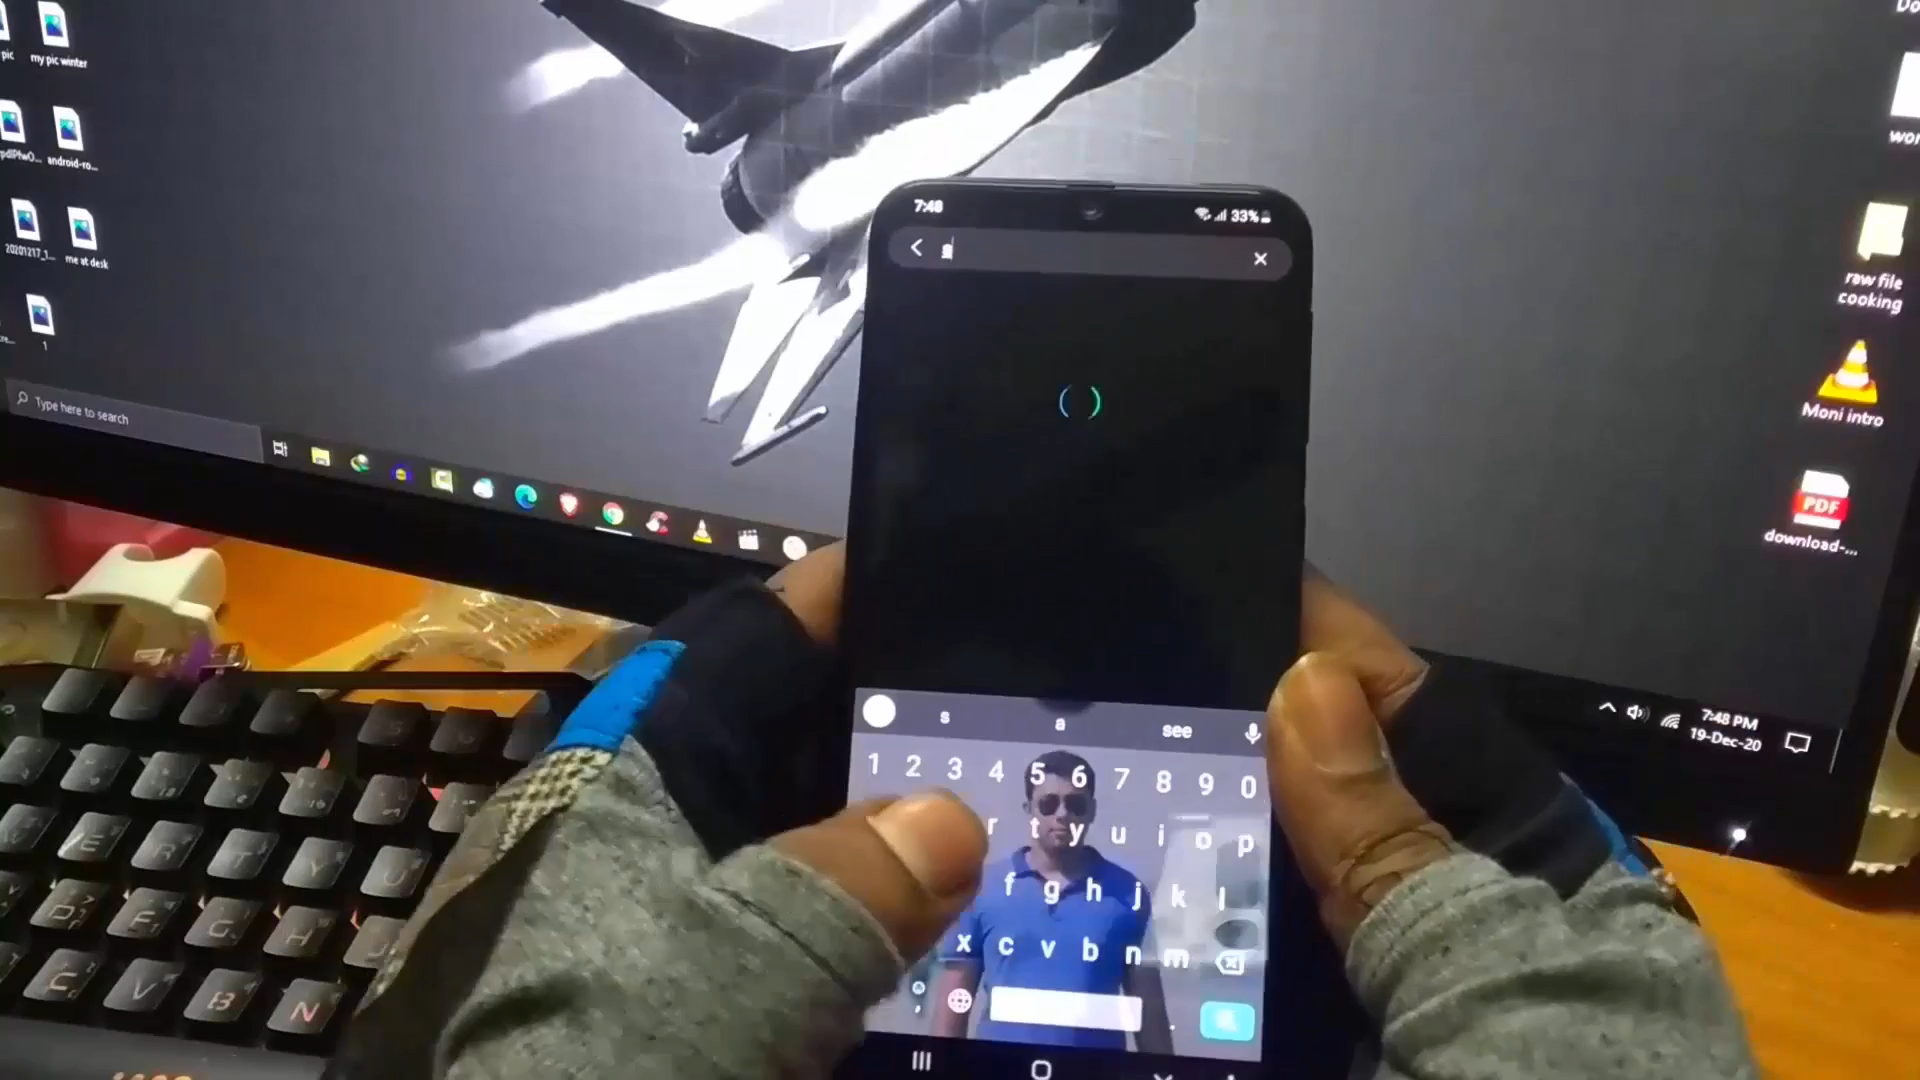 pic
my pic winter
android-ro...
20201217_1...
me at desk
1
Type here to search
7:48
33%
s
s a see
1 2 3 4 5 6 7 8 9 0
r t y u i o p
f g h j k l
x c v b n m
.
raw file
cooking
Moni intro
PDF
download-...
7:48 PM
19-Dec-20
E R T Y U
D F G H J
C V B N